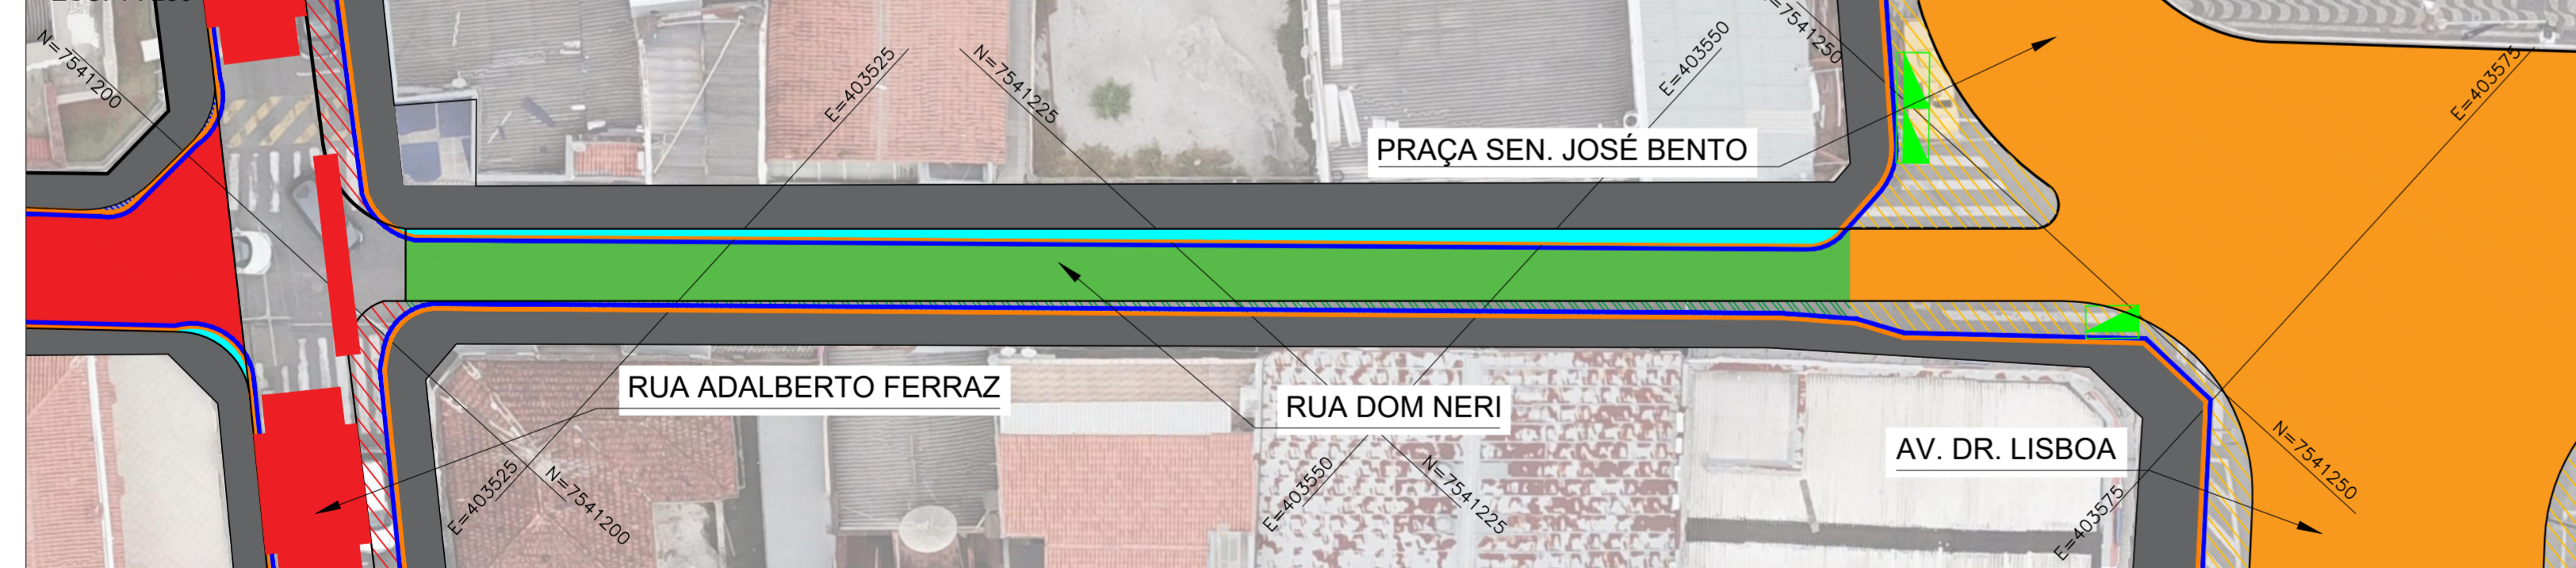 N=7541200
E=403525
N=7541225
E=403550
N=7541250
E=403575
PRAÇA SEN. JOSÉ BENTO
RUA ADALBERTO FERRAZ
RUA DOM NERI
AV. DR. LISBOA
E=403525
N=7541200
E=403550
N=7541225
E=403575
N=7541250